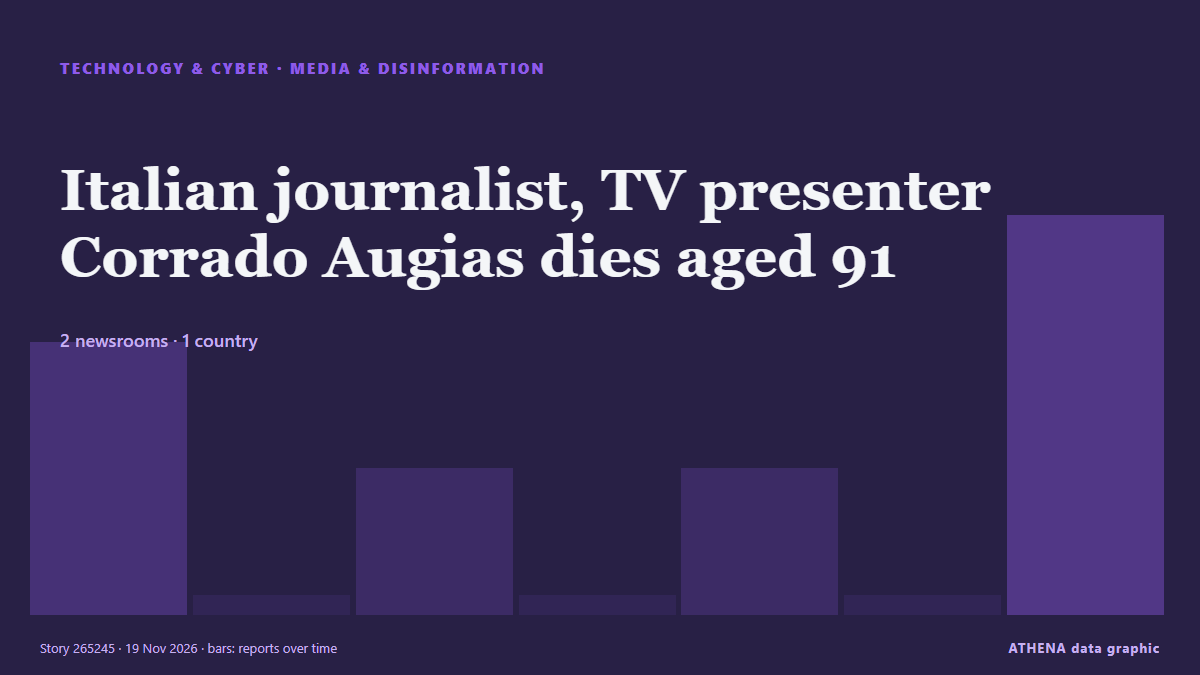 TECHNOLOGY & CYBER · MEDIA & DISINFORMATION
Italian journalist, TV presenter
Corrado Augias dies aged 91
2 newsrooms · 1 country
Story 265245 · 19 Nov 2026 · bars: reports over time
ATHENA data graphic